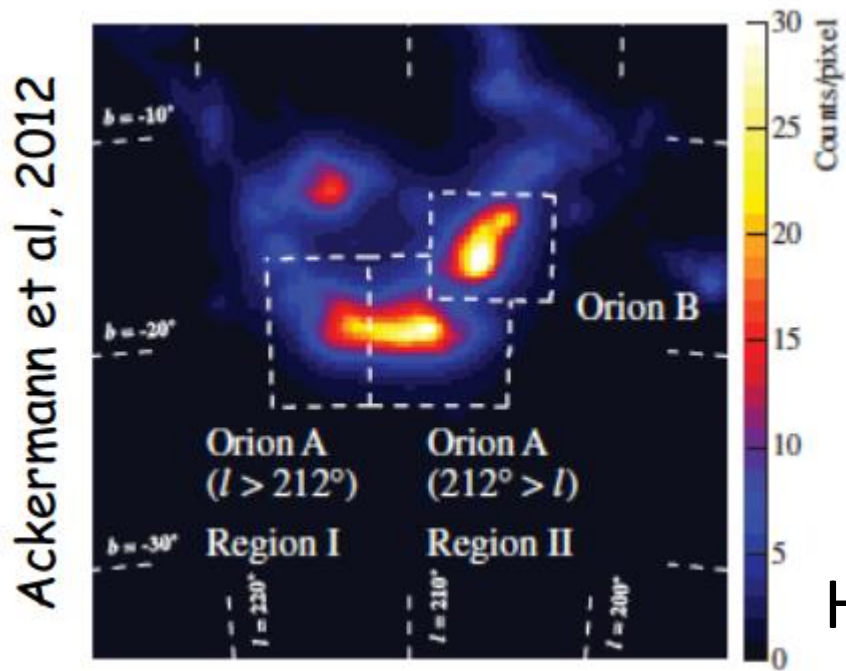 Ackermann et al, 2012
b = -10°
b = -20°
b = -30°
Orion B
Orion A
(l > 212°)
Region I
Orion A
(212° > l)
Region II
l = 220°
l = 210°
l = 200°
30
25
20
15
10
5
0
Counts/pixel
H